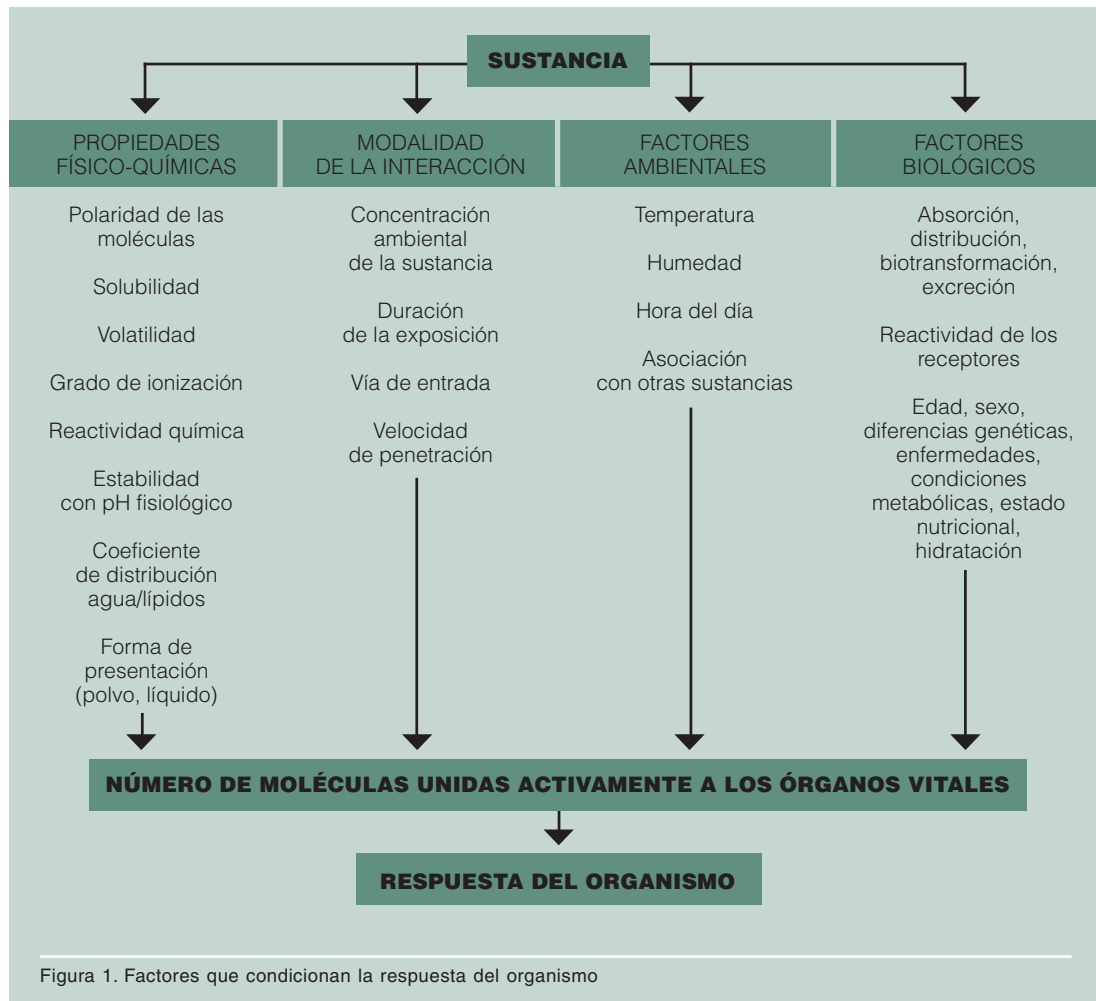 SUSTANCIA
PROPIEDADES
FÍSICO-QUÍMICAS
Polaridad de las
moléculas
Solubilidad
Volatilidad
Grado de ionización
Reactividad química
Estabilidad
con pH fisiológico
Coeficiente
de distribución
agua/lípidos
Forma de
presentación
(polvo, líquido)
MODALIDAD
DE LA INTERACCIÓN
Concentración
ambiental
de la sustancia
Duración
de la exposición
Vía de entrada
Velocidad
de penetración
FACTORES
AMBIENTALES
Temperatura
Humedad
Hora del día
Asociación
con otras sustancias
FACTORES
BIOLÓGICOS
Absorción,
distribución,
biotransformación,
excreción
Reactividad de los
receptores
Edad, sexo,
diferencias genéticas,
enfermedades,
condiciones
metabólicas, estado
nutricional,
hidratación
NÚMERO DE MOLÉCULAS UNIDAS ACTIVAMENTE A LOS ÓRGANOS VITALES
RESPUESTA DEL ORGANISMO
Figura 1. Factores que condicionan la respuesta del organismo